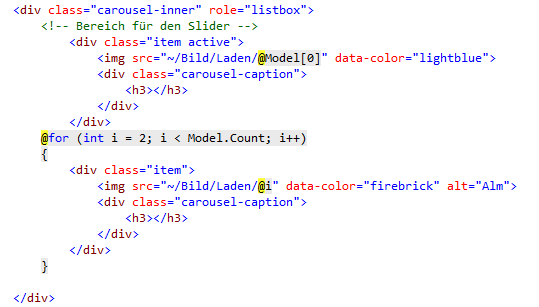 <div class="carousel-inner" role="listbox">
<!-- Bereich für den Slider -->
<div class="item active">
<img src="~/Bild/Laden/@Model[0]" data-color="lightblue">
<div class="carousel-caption">
<h3></h3>
</div>
</div>
@for (int i = 2; i < Model.Count; i++)
{
<div class="item">
<img src="~/Bild/Laden/@i" data-color="firebrick" alt="Alm">
<div class="carousel-caption">
<h3></h3>
</div>
</div>
}
</div>